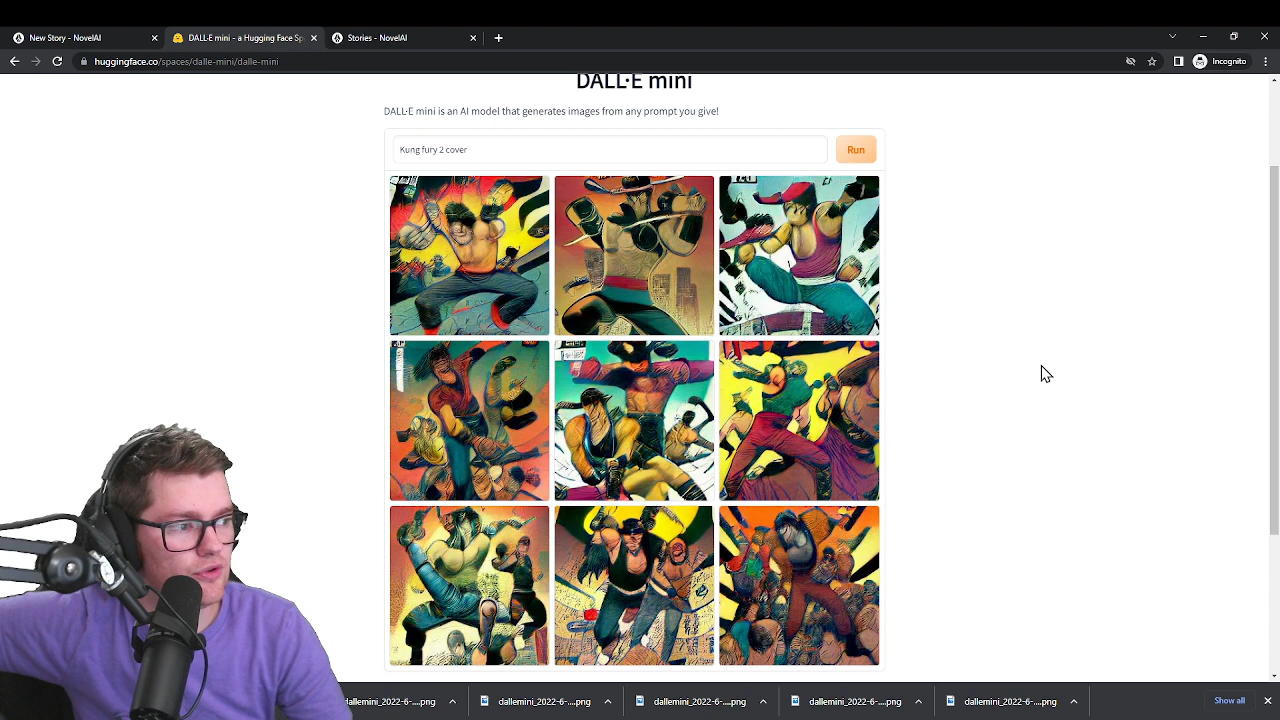 New Story - NovelAI
DALL·E mini - a Hugging Face Sp
Stories - NovelAI
huggingface.co/spaces/dalle-mini/dalle-mini
Incognito
DALL·E mini
DALL·E mini is an AI model that generates images from any prompt you give!
Kung fury 2 cover
Run
dallemini_2022-6-....png
dallemini_2022-6-....png
dallemini_2022-6-....png
dallemini_2022-6-....png
dallemini_2022-6-....png
Show all